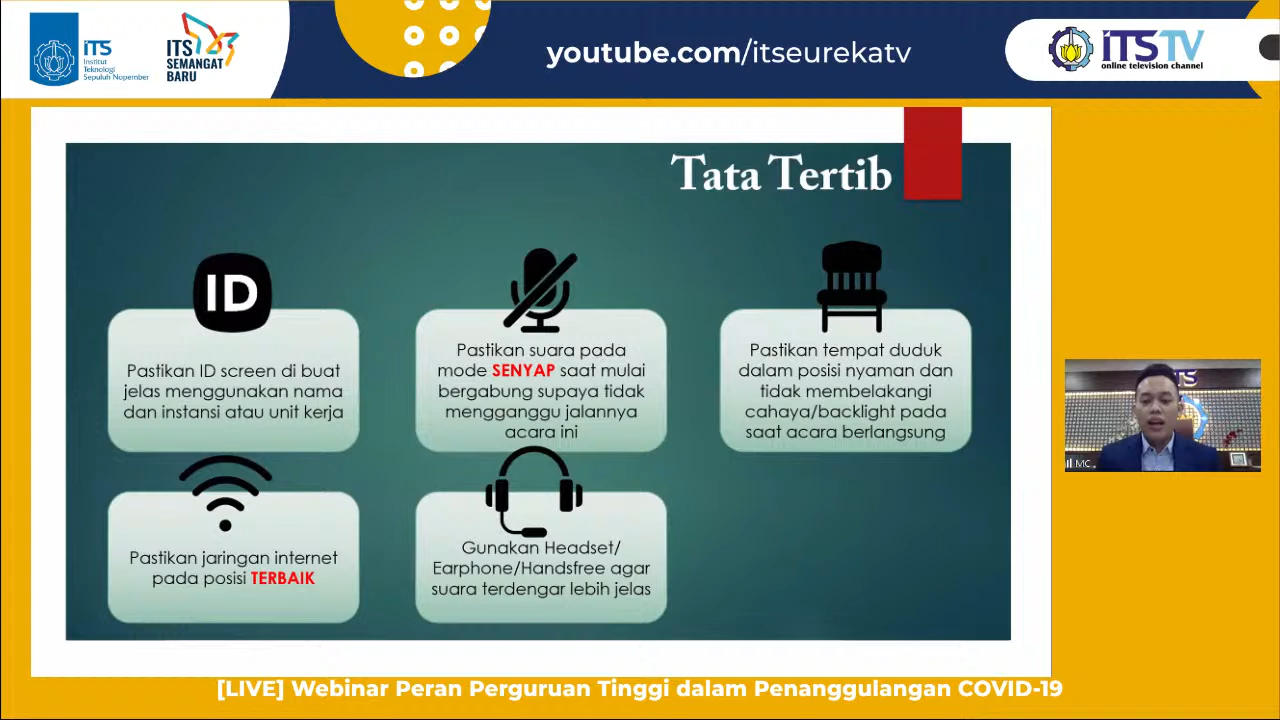 iTS
Institut
Teknologi
Sepuluh Nopember
ITS
SEMANGAT
BARU
youtube.com/itseurekatv
iTSTV
online television channel
Tata Tertib
ID
Pastikan ID screen di buat
jelas menggunakan nama
dan instansi atau unit kerja
Pastikan suara pada
mode SENYAP saat mulai
bergabung supaya tidak
mengganggu jalannya
acara ini
Pastikan tempat duduk
dalam posisi nyaman dan
tidak membelakangi
cahaya/backlight pada
saat acara berlangsung
Pastikan jaringan internet
pada posisi TERBAIK
Gunakan Headset/
Earphone/Handsfree agar
suara terdengar lebih jelas
MC
[LIVE] Webinar Peran Perguruan Tinggi dalam Penanggulangan COVID-19